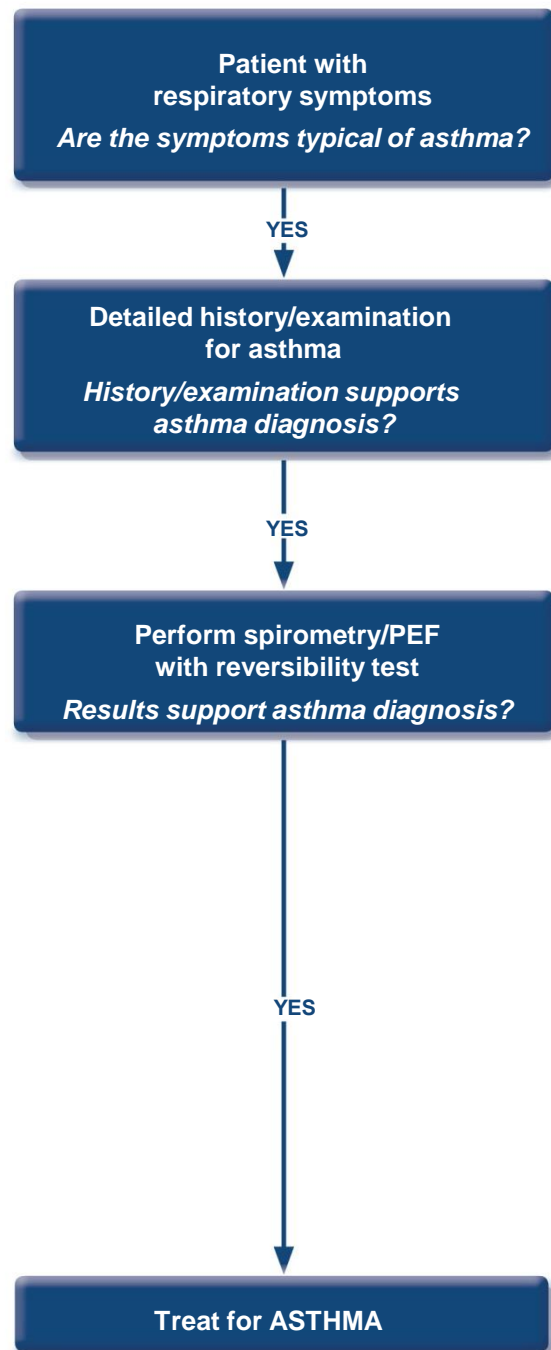 Patient with
respiratory symptoms
Are the symptoms typical of asthma?
YES
Detailed history/examination
for asthma
History/examination supports
asthma diagnosis?
YES
Perform spirometry/PEF
with reversibility test
Results support asthma diagnosis?
YES
Treat for ASTHMA